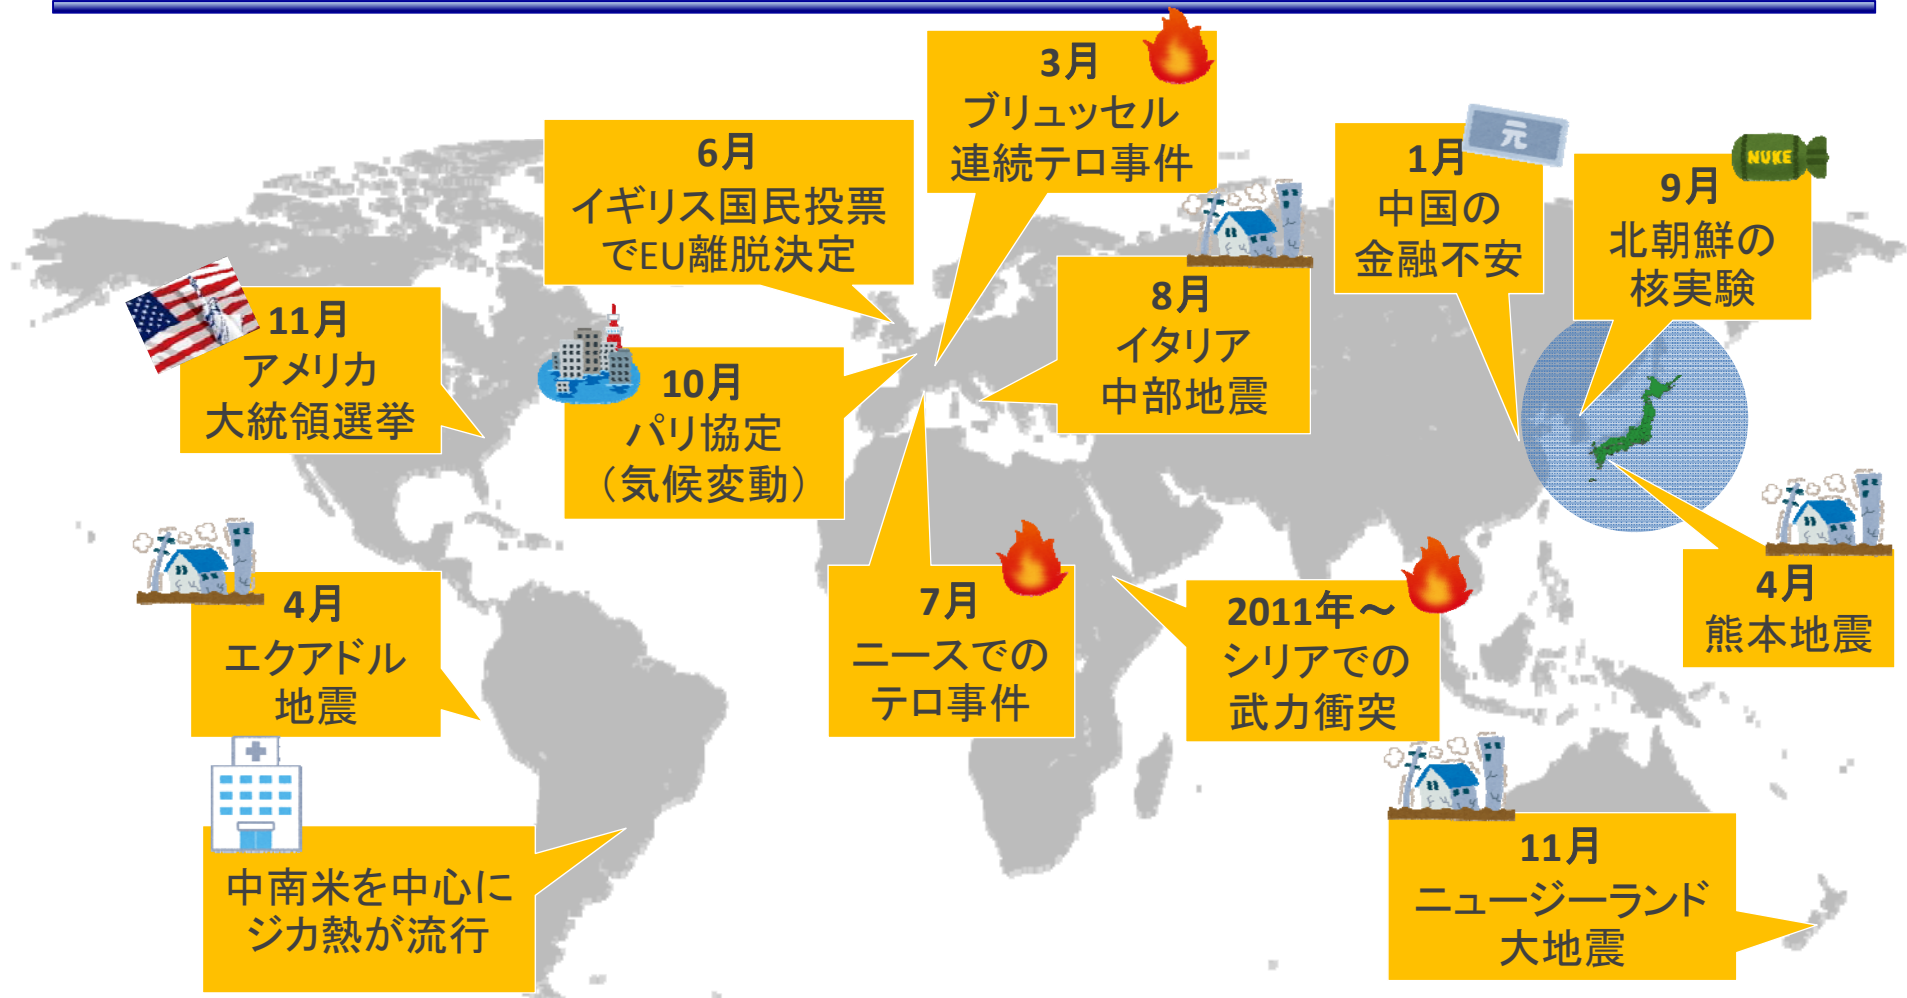 3月
ブリュッセル
連続テロ事件
6月
イギリス国民投票
でEU離脱決定
元
1月
中国の
金融不安
NUKE
9月
北朝鮮の
核実験
11月
アメリカ
大統領選挙
10月
パリ協定
（気候変動）
8月
イタリア
中部地震
4月
エクアドル
地震
7月
ニースでの
テロ事件
2011年～
シリアでの
武力衝突
4月
熊本地震
中南米を中心に
ジカ熱が流行
11月
ニュージーランド
大地震